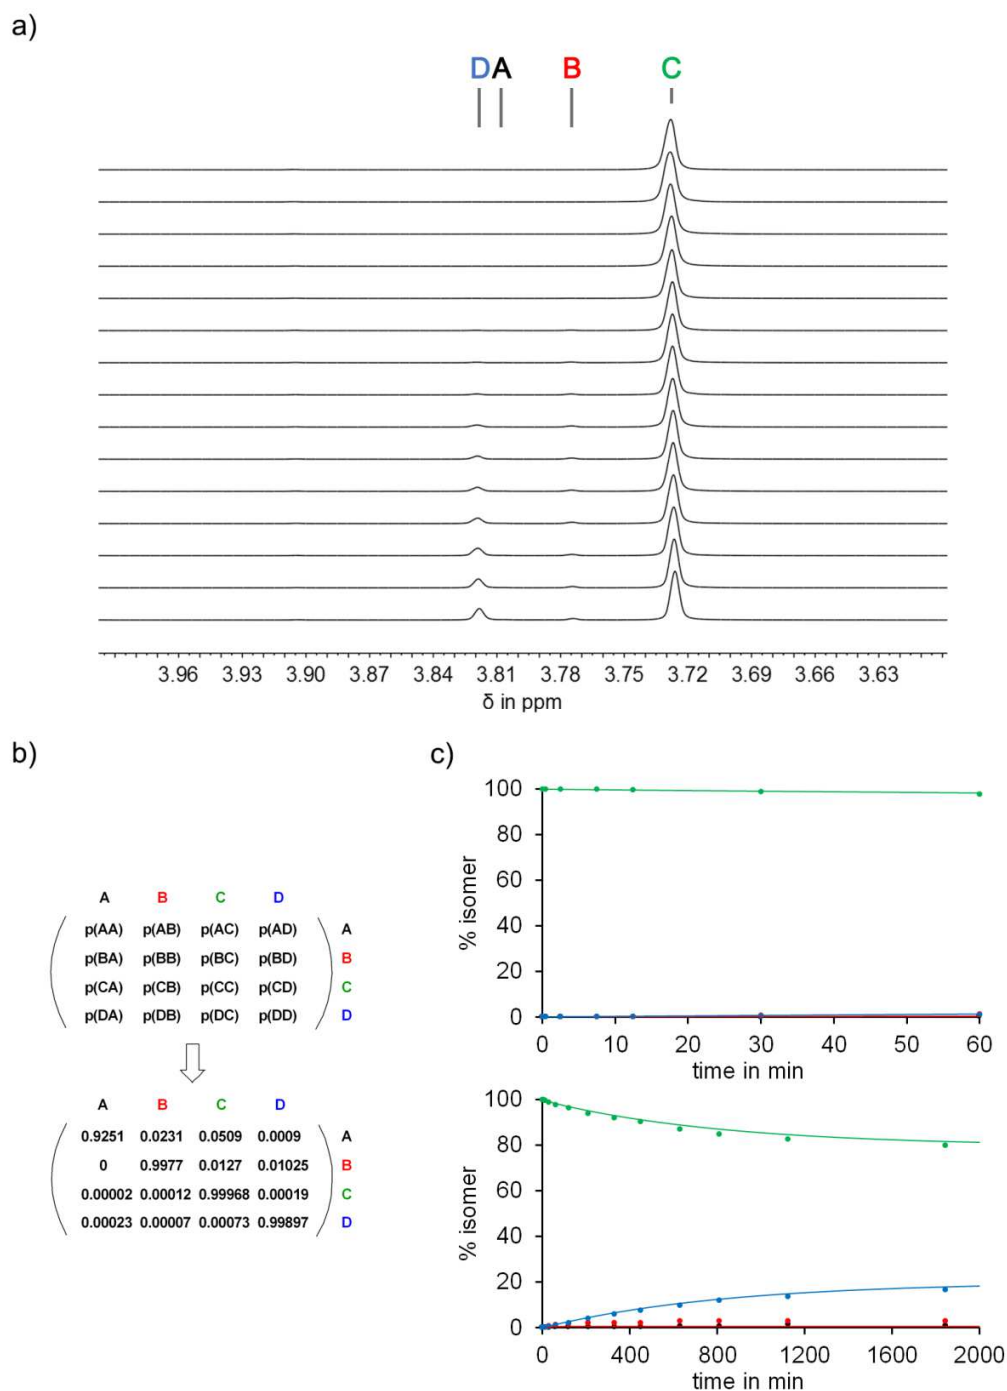 a)
D A B C
3.96 3.93 3.90 3.87 3.84 3.81 3.78 3.75 3.72 3.69 3.66 3.63
δ in ppm
b)
A B C D
p(AA) p(AB) p(AC) p(AD) A
p(BA) p(BB) p(BC) p(BD) B
p(CA) p(CB) p(CC) p(CD) C
p(DA) p(DB) p(DC) p(DD) D
A B C D
0.9251 0.0231 0.0509 0.0009 A
0 0.9977 0.0127 0.01025 B
0.00002 0.00012 0.99968 0.00019 C
0.00023 0.00007 0.00073 0.99897 D
c)
% isomer
100
80
60
40
20
0
0 10 20 30 40 50 60
time in min
% isomer
100
80
60
40
20
0
0 400 800 1200 1600 2000
time in min